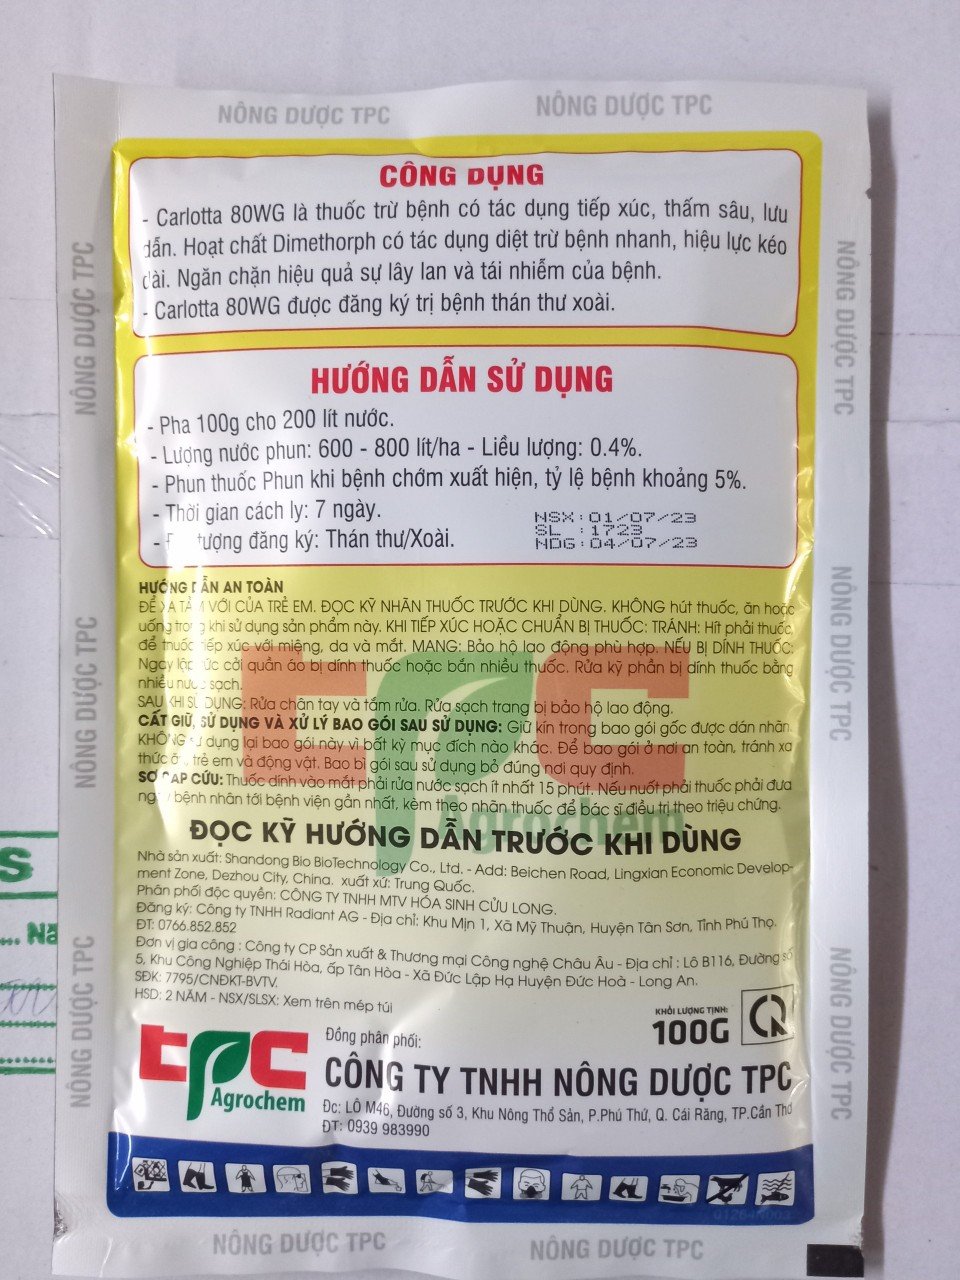 NÔNG DƯỢC TPC
NÔNG DƯỢC TPC
CÔNG DỤNG
- Carlotta 80WG là thuốc trừ bệnh có tác dụng tiếp xúc, thấm sâu, lưu
dẫn. Hoạt chất Dimethorph có tác dụng diệt trừ bệnh nhanh, hiệu lực kéo
dài. Ngăn chặn hiệu quả sự lây lan và tái nhiễm của bệnh.
- Carlotta 80WG được đăng ký trị bệnh thán thư xoài.
HƯỚNG DẪN SỬ DỤNG
- Pha 100g cho 200 lít nước.
- Lượng nước phun: 600 - 800 lít/ha - Liều lượng: 0.4%.
- Phun thuốc Phun khi bệnh chớm xuất hiện, tỷ lệ bệnh khoảng 5%.
- Thời gian cách ly: 7 ngày.
- Đối tượng đăng ký: Thán thư/Xoài.
NSX:01/07/23
SL :1723
NDG:04/07/23
HƯỚNG DẪN AN TOÀN
ĐỂ XA TẦM VỚI CỦA TRẺ EM. ĐỌC KỸ NHÃN THUỐC TRƯỚC KHI DÙNG. KHÔNG hút thuốc, ăn hoặc
uống trong khi sử dụng sản phẩm này. KHI TIẾP XÚC HOẶC CHUẨN BỊ THUỐC: TRÁNH: Hít phải thuốc,
để thuốc tiếp xúc với miệng, da và mắt. MANG: Bảo hộ lao động phù hợp. NẾU BỊ DÍNH THUỐC:
Ngay lập tức cởi quần áo bị dính thuốc hoặc bắn nhiều thuốc. Rửa kỹ phần bị dính thuốc bằng
nhiều nước sạch.
SAU KHI SỬ DỤNG: Rửa chân tay và tắm rửa. Rửa sạch trang bị bảo hộ lao động.
CẤT GIỮ, SỬ DỤNG VÀ XỬ LÝ BAO GÓI SAU SỬ DỤNG: Giữ kín trong bao gói gốc được dán nhãn.
KHÔNG sử dụng lại bao gói này vì bất kỳ mục đích nào khác. Để bao gói ở nơi an toàn, tránh xa
thức ăn, trẻ em và động vật. Bao bì gói sau sử dụng bỏ đúng nơi quy định.
SƠ CẤP CỨU: Thuốc dính vào mắt phải rửa nước sạch ít nhất 15 phút. Nếu nuốt phải thuốc phải đưa
ngay bệnh nhân tới bệnh viện gần nhất, kèm theo nhãn thuốc để bác sĩ điều trị theo triệu chứng.
tPC
Agrochem
ĐỌC KỸ HƯỚNG DẪN TRƯỚC KHI DÙNG
Nhà sản xuất: Shandong Bio BioTechnology Co., Ltd. - Add: Beichen Road, Lingxian Economic Develop-
ment Zone, Dezhou City, China. xuất xứ: Trung Quốc.
Phân phối độc quyền: CÔNG TY TNHH MTV HÓA SINH CỬU LONG.
Đăng ký: Công ty TNHH Radiant AG - Địa chỉ: Khu Mịn 1, Xã Mỹ Thuận, Huyện Tân Sơn, Tỉnh Phú Thọ.
ĐT: 0766.852.852
Đơn vị gia công : Công ty CP Sản xuất & Thương mại Công nghệ Châu Âu - Địa chỉ : Lô B116, Đường số
5, Khu Công Nghiệp Thái Hòa, ấp Tân Hòa - Xã Đức Lập Hạ Huyện Đức Hoà - Long An.
SĐK: 7795/CNĐKT-BVTV.
HSD: 2 NĂM - NSX/SLSX: Xem trên mép túi
KHỐI LƯỢNG TỊNH:
100G
tPC
Agrochem
Đồng phân phối:
CÔNG TY TNHH NÔNG DƯỢC TPC
Đc: LÔ M46, Đường số 3, Khu Nông Thổ Sản, P.Phú Thứ, Q. Cái Răng, TP.Cần Thơ
ĐT: 0939 983990
NÔNG DƯỢC TPC
NÔNG DƯỢC TPC
NÔNG DƯỢC TPC
NÔNG DƯỢC TPC
NÔNG DƯỢC TPC
NÔNG DƯỢC TPC
NÔNG DƯỢC TPC
NÔNG DƯỢC TPC
S